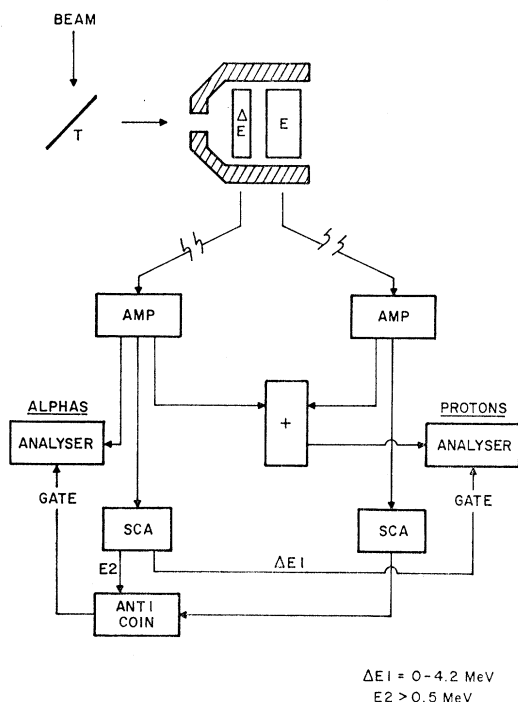 BEAM
T
Δ
E
E
AMP
AMP
ALPHAS
ANALYSER
+
PROTONS
ANALYSER
GATE
GATE
SCA
SCA
E2
ΔE1
ANTI
COIN
ΔE1 = 0-4.2 MeV
E2 > 0.5 MeV